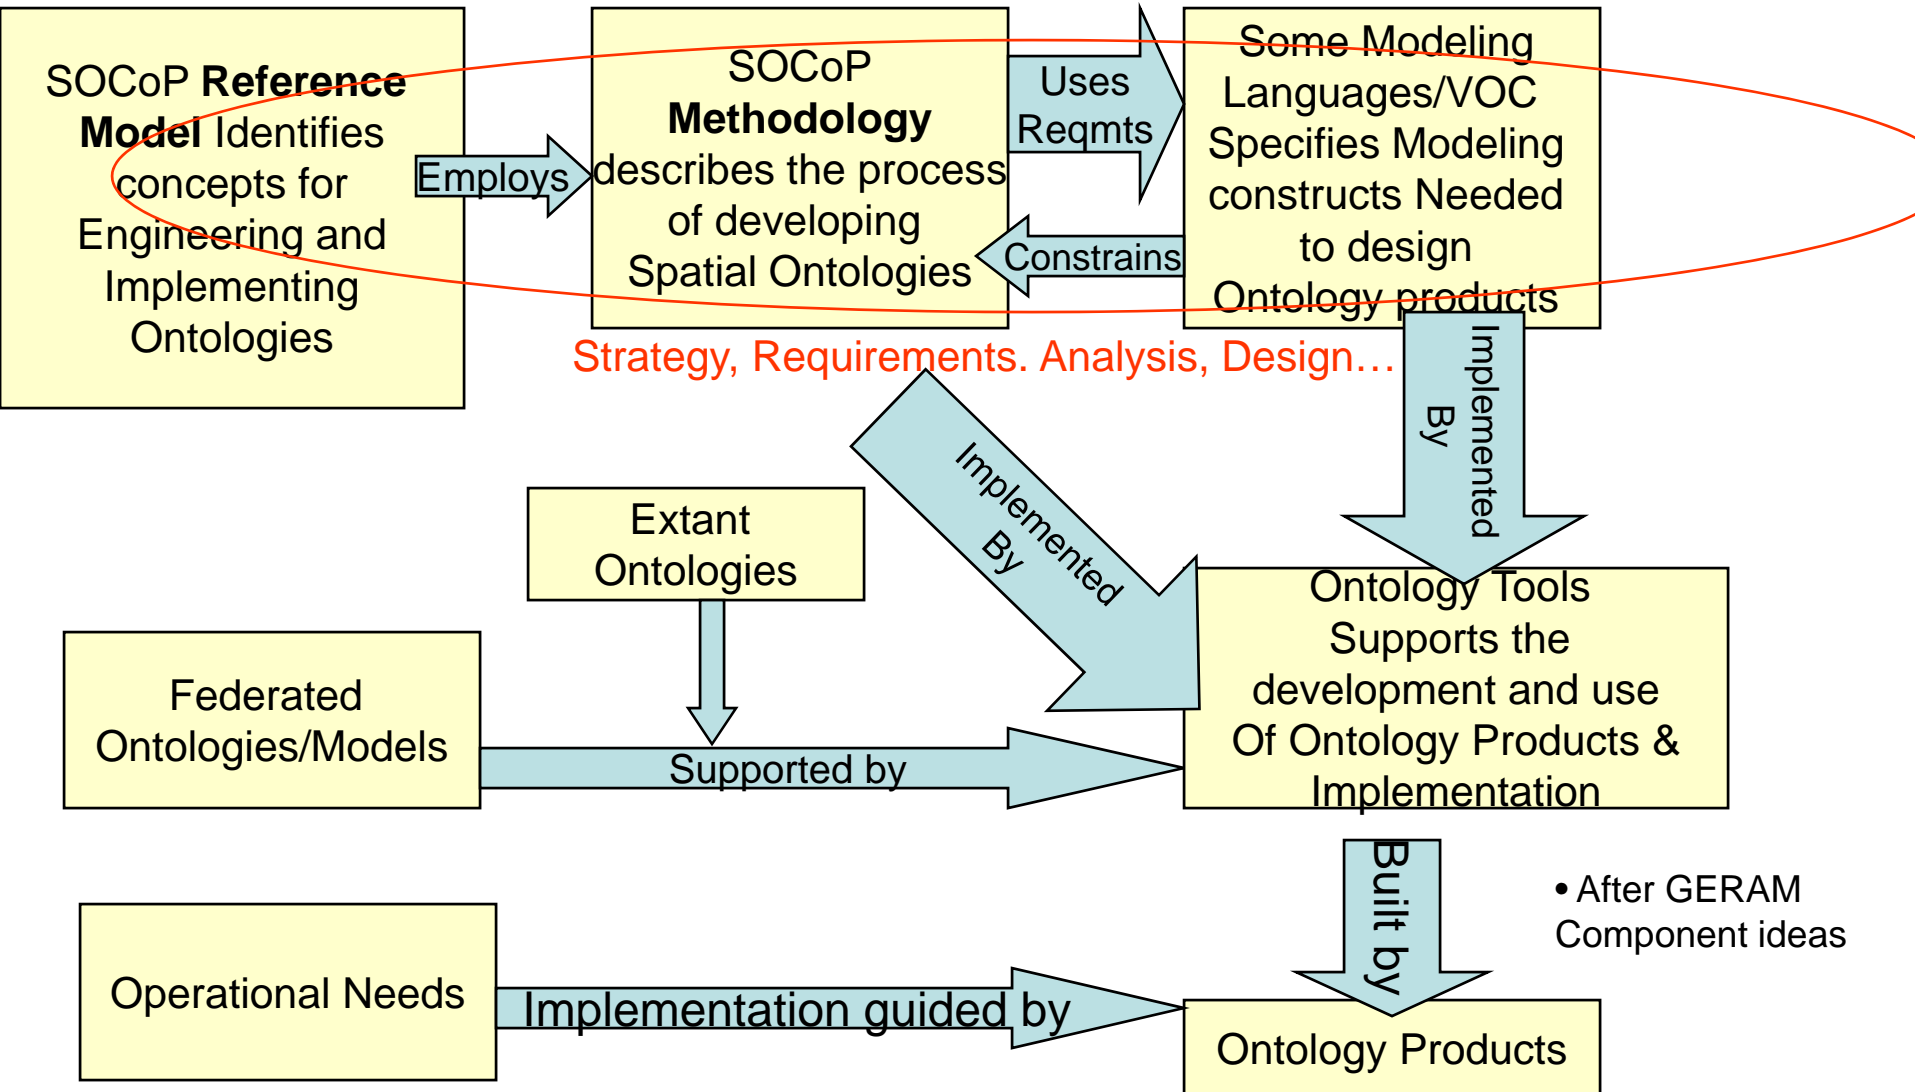 SOCoP Reference
Model Identifies
concepts for
Engineering and
Implementing
Ontologies
Employs
SOCoP
Methodology
describes the process
of developing
Spatial Ontologies
Uses
Reqmts
Constrains
Some Modeling
Languages/VOC
Specifies Modeling
constructs Needed
to design
Ontology products
Strategy, Requirements. Analysis, Design…
Implemented
By
Implemented
By
Extant
Ontologies
Federated
Ontologies/Models
Supported by
Ontology Tools
Supports the
development and use
Of Ontology Products &
Implementation
Built by
• After GERAM
Component ideas
Operational Needs
Implementation guided by
Ontology Products